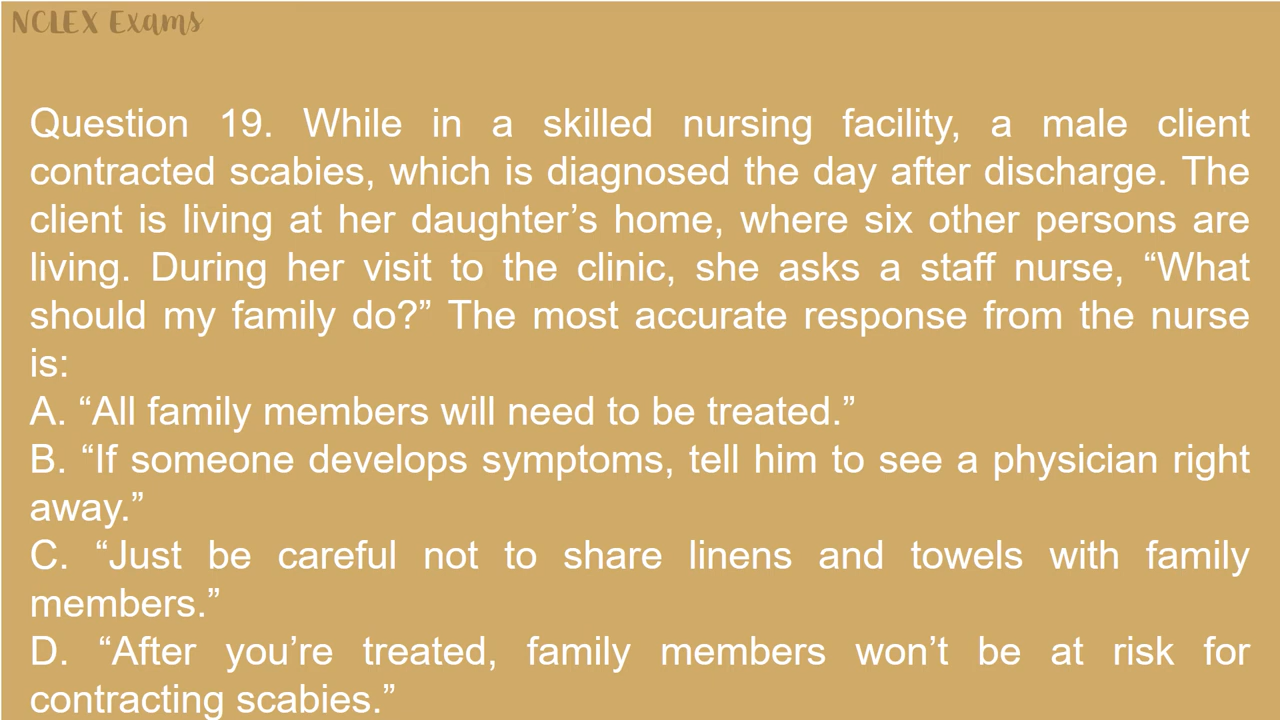 NCLEX Exams
Question 19. While in a skilled nursing facility, a male client
contracted scabies, which is diagnosed the day after discharge. The
client is living at her daughter’s home, where six other persons are
living. During her visit to the clinic, she asks a staff nurse, “What
should my family do?” The most accurate response from the nurse
is:
A. “All family members will need to be treated.”
B. “If someone develops symptoms, tell him to see a physician right
away.”
C. “Just be careful not to share linens and towels with family
members.”
D. “After you’re treated, family members won’t be at risk for
contracting scabies.”